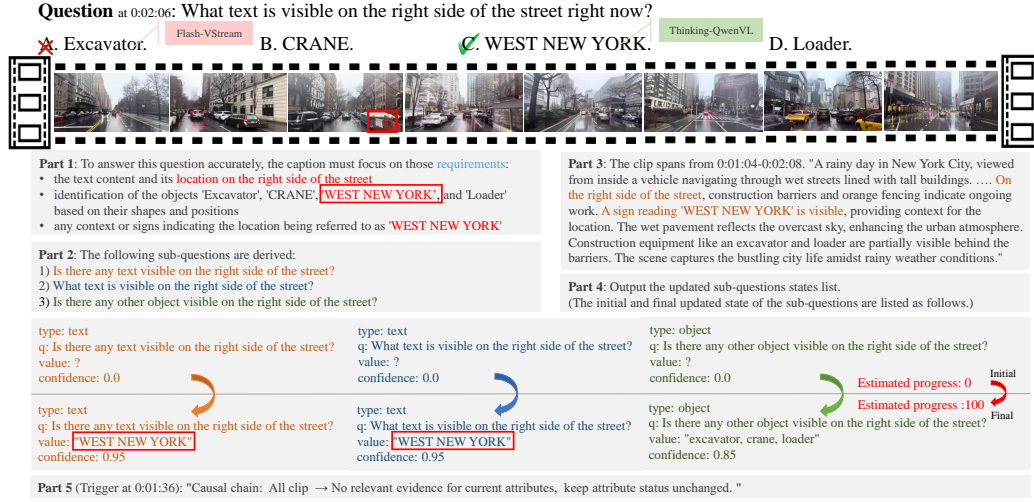 Question at 0:02:06: What text is visible on the right side of the street right now?
Flash-VStream
Thinking-QwenVL
A. Excavator. B. CRANE. C. WEST NEW YORK. D. Loader.
Part 1: To answer this question accurately, the caption must focus on those requirements:
• the text content and its location on the right side of the street
• identification of the objects 'Excavator', 'CRANE', 'WEST NEW YORK', and 'Loader'
based on their shapes and positions
• any context or signs indicating the location being referred to as 'WEST NEW YORK'
Part 2: The following sub-questions are derived:
1) Is there any text visible on the right side of the street?
2) What text is visible on the right side of the street?
3) Is there any other object visible on the right side of the street?
Part 3: The clip spans from 0:01:04-0:02:08. "A rainy day in New York City, viewed
from inside a vehicle navigating through wet streets lined with tall buildings. …. On
the right side of the street, construction barriers and orange fencing indicate ongoing
work. A sign reading 'WEST NEW YORK' is visible, providing context for the
location. The wet pavement reflects the overcast sky, enhancing the urban atmosphere.
Construction equipment like an excavator and loader are partially visible behind the
barriers. The scene captures the bustling city life amidst rainy weather conditions."
Part 4: Output the updated sub-questions states list.
(The initial and final updated state of the sub-questions are listed as follows.)
type: text
q: Is there any text visible on the right side of the street?
value: ?
confidence: 0.0
type: text
q: What text is visible on the right side of the street?
value: ?
confidence: 0.0
type: object
q: Is there any other object visible on the right side of the street?
value: ?
confidence: 0.0
Estimated progress: 0
Initial
Estimated progress :100
Final
type: text
q: Is there any text visible on the right side of the street?
value: "WEST NEW YORK"
confidence: 0.95
type: text
q: What text is visible on the right side of the street?
value: "WEST NEW YORK"
confidence: 0.95
type: object
q: Is there any other object visible on the right side of the street?
value: "excavator, crane, loader"
confidence: 0.85
Part 5 (Trigger at 0:01:36): "Causal chain: All clip → No relevant evidence for current attributes, keep attribute status unchanged. "